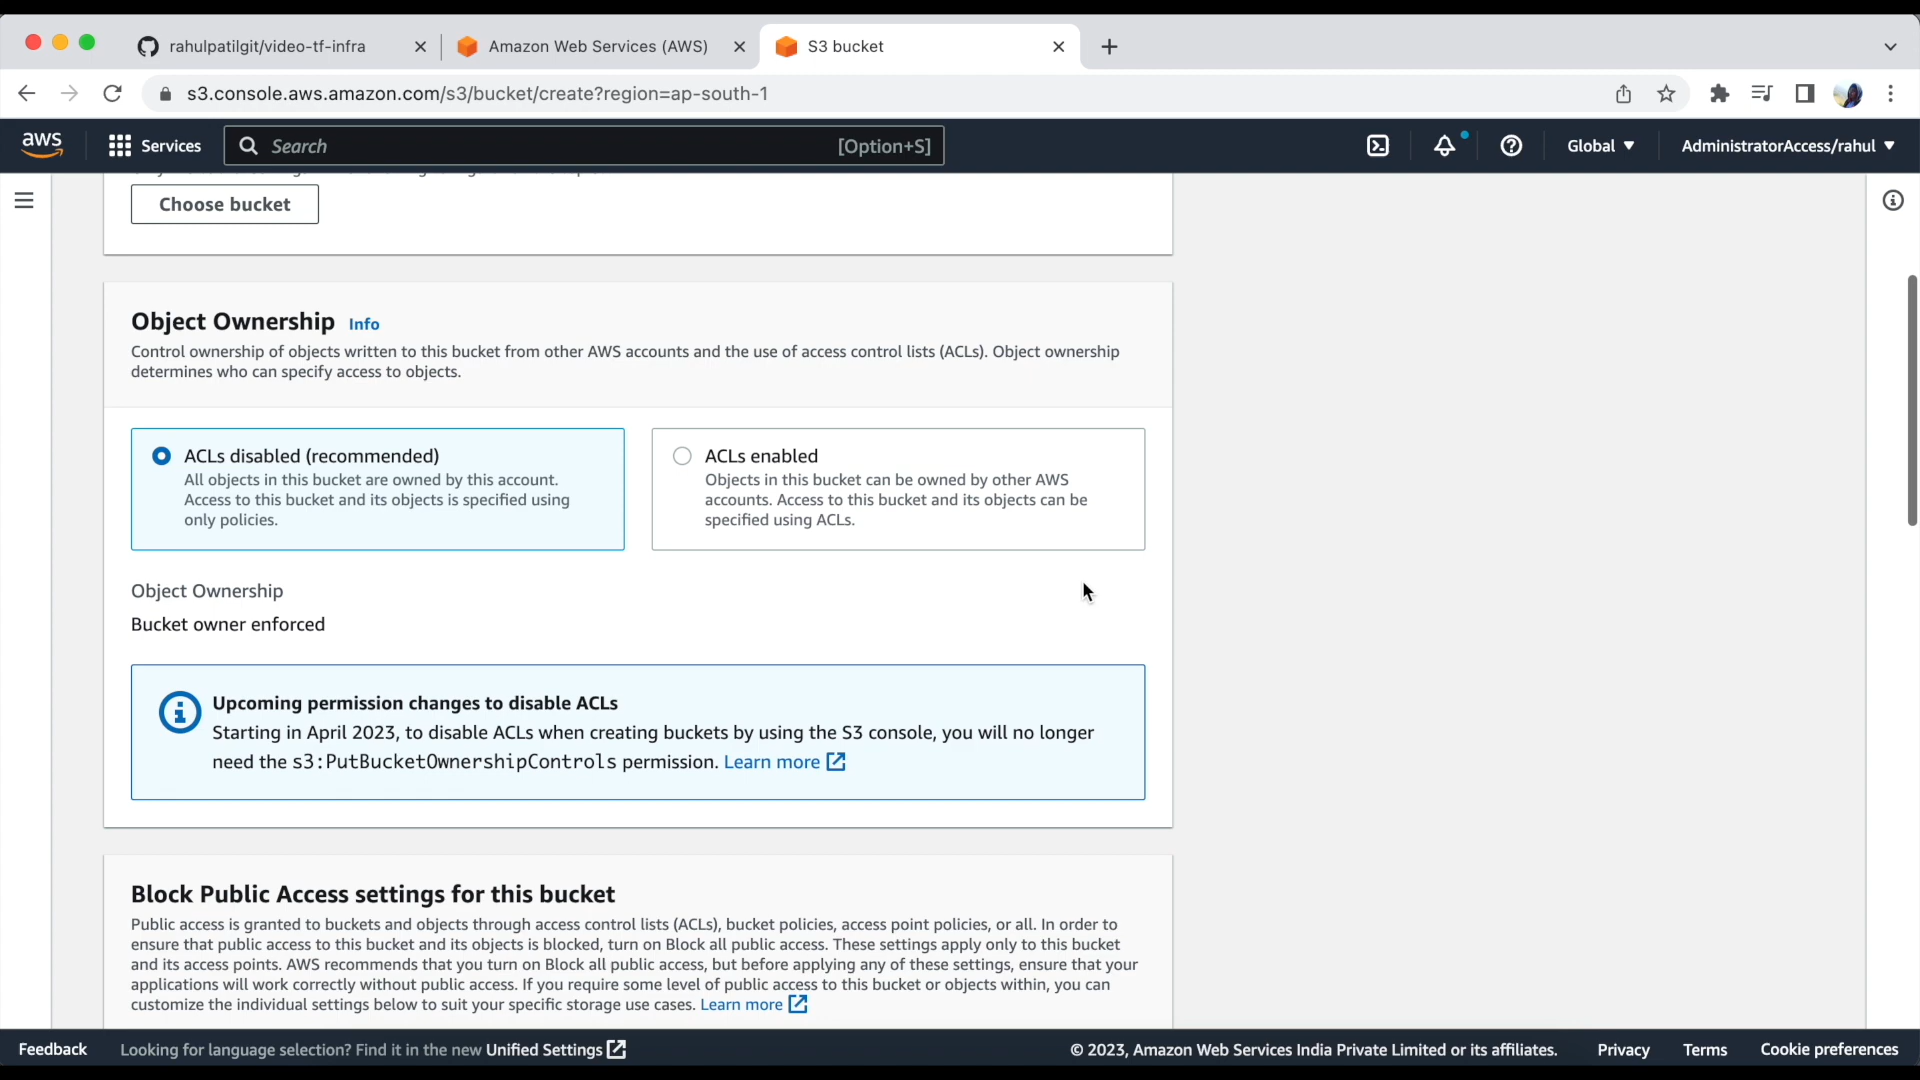 rahulpatilgit/video-tf-infra
Amazon Web Services (AWS)
S3 bucket
s3.console.aws.amazon.com/s3/bucket/create?region=ap-south-1
aws
Services
Search
[Option+S]
Global
AdministratorAccess/rahul
Choose bucket
Object Ownership Info
Control ownership of objects written to this bucket from other AWS accounts and the use of access control lists (ACLs). Object ownership
determines who can specify access to objects.
ACLs disabled (recommended)
All objects in this bucket are owned by this account.
Access to this bucket and its objects is specified using
only policies.
ACLs enabled
Objects in this bucket can be owned by other AWS
accounts. Access to this bucket and its objects can be
specified using ACLs.
Object Ownership
Bucket owner enforced
Upcoming permission changes to disable ACLs
Starting in April 2023, to disable ACLs when creating buckets by using the S3 console, you will no longer
need the s3:PutBucketOwnershipControls permission. Learn more
Block Public Access settings for this bucket
Public access is granted to buckets and objects through access control lists (ACLs), bucket policies, access point policies, or all. In order to
ensure that public access to this bucket and its objects is blocked, turn on Block all public access. These settings apply only to this bucket
and its access points. AWS recommends that you turn on Block all public access, but before applying any of these settings, ensure that your
applications will work correctly without public access. If you require some level of public access to this bucket or objects within, you can
customize the individual settings below to suit your specific storage use cases. Learn more
Feedback
Looking for language selection? Find it in the new Unified Settings
© 2023, Amazon Web Services India Private Limited or its affiliates.
Privacy
Terms
Cookie preferences